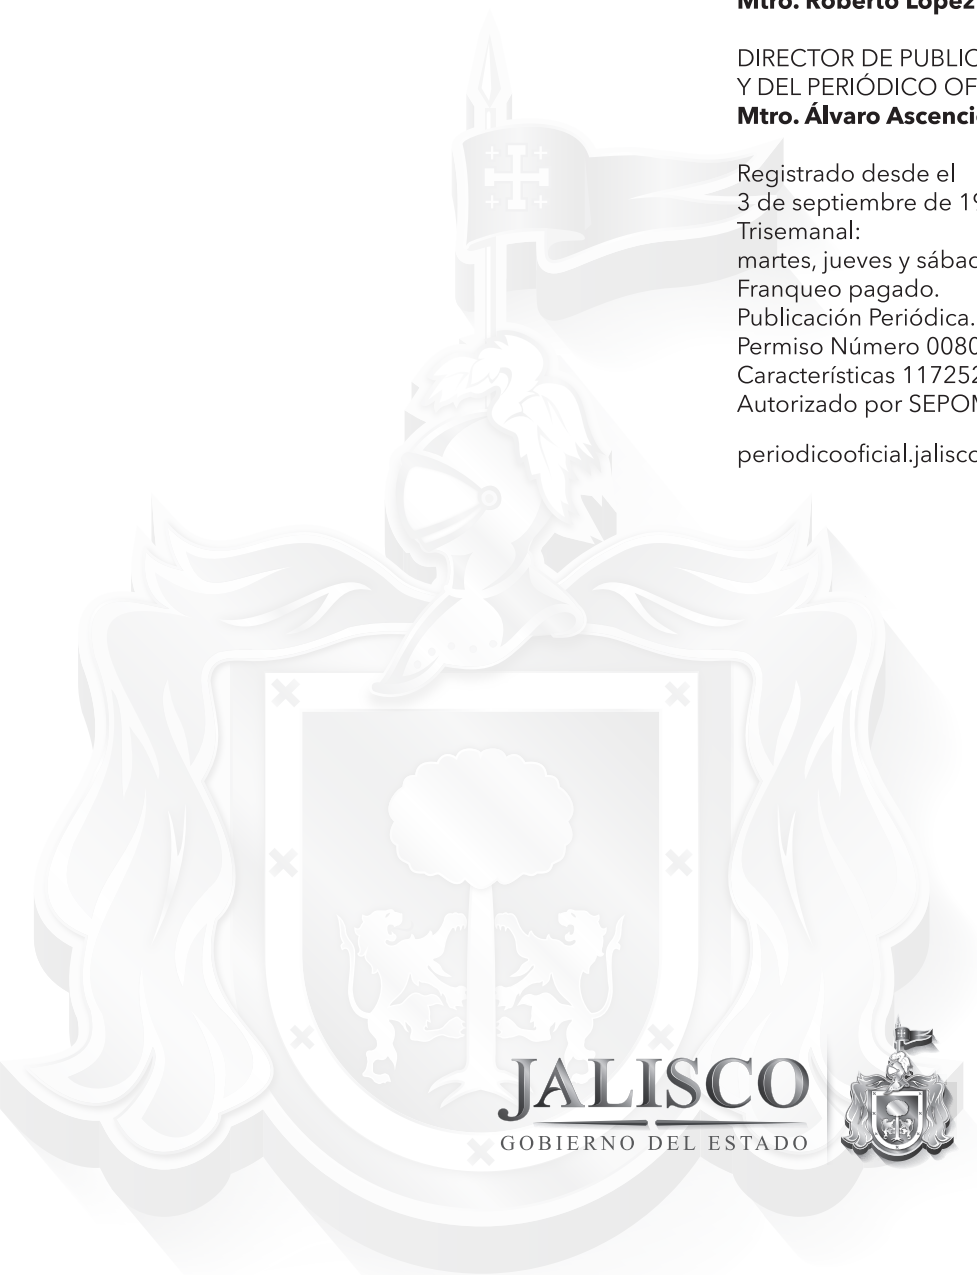 Mtro. Roberto López
DIRECTOR DE
Y DEL PERIÓDICO
Mtro. Álvaro
Registrado desde el
3 de septiembre de
Trisemanal:
martes, jueves y
Franqueo pagado.
Publicación Periódica.
Permiso Número
Características
Autorizado por
JALISCO
GOBIERNO DEL ESTADO